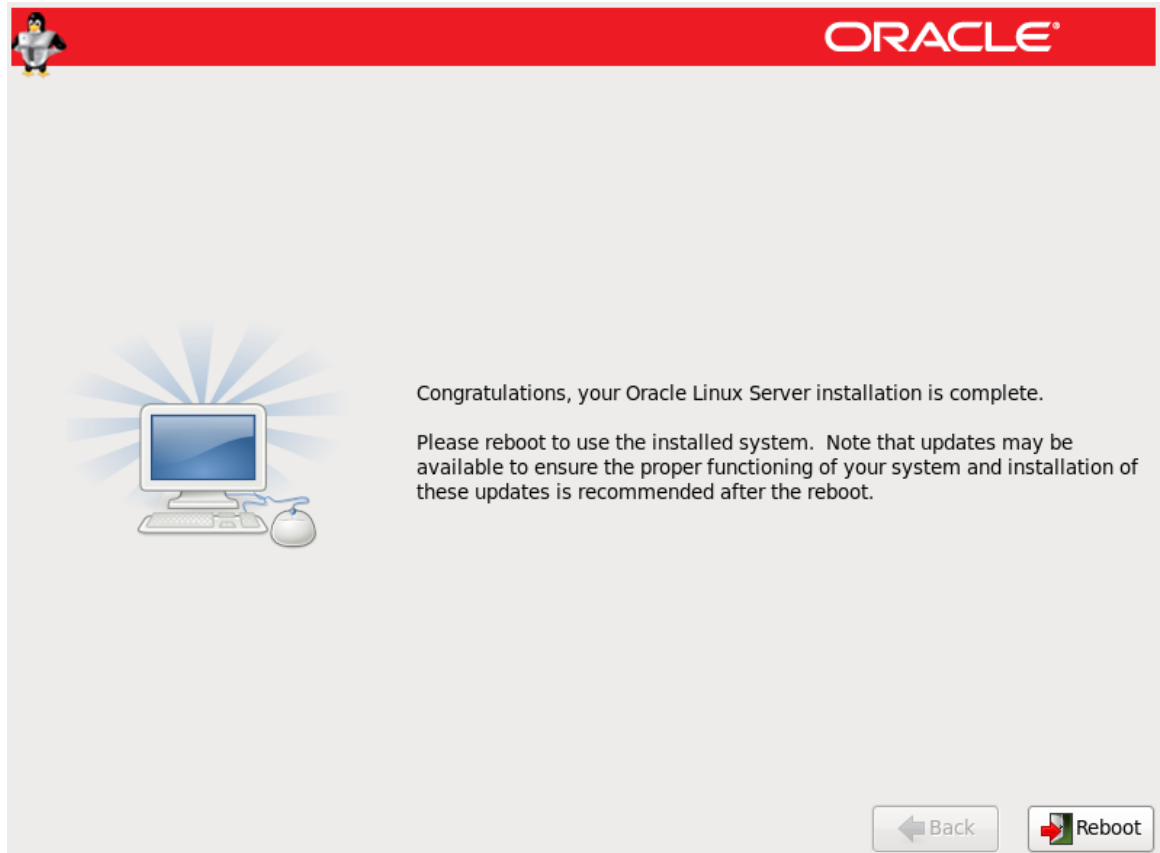 ORACLE®
Congratulations, your Oracle Linux Server installation is complete.
Please reboot to use the installed system.  Note that updates may be
available to ensure the proper functioning of your system and installation of
these updates is recommended after the reboot.
Back
Reboot